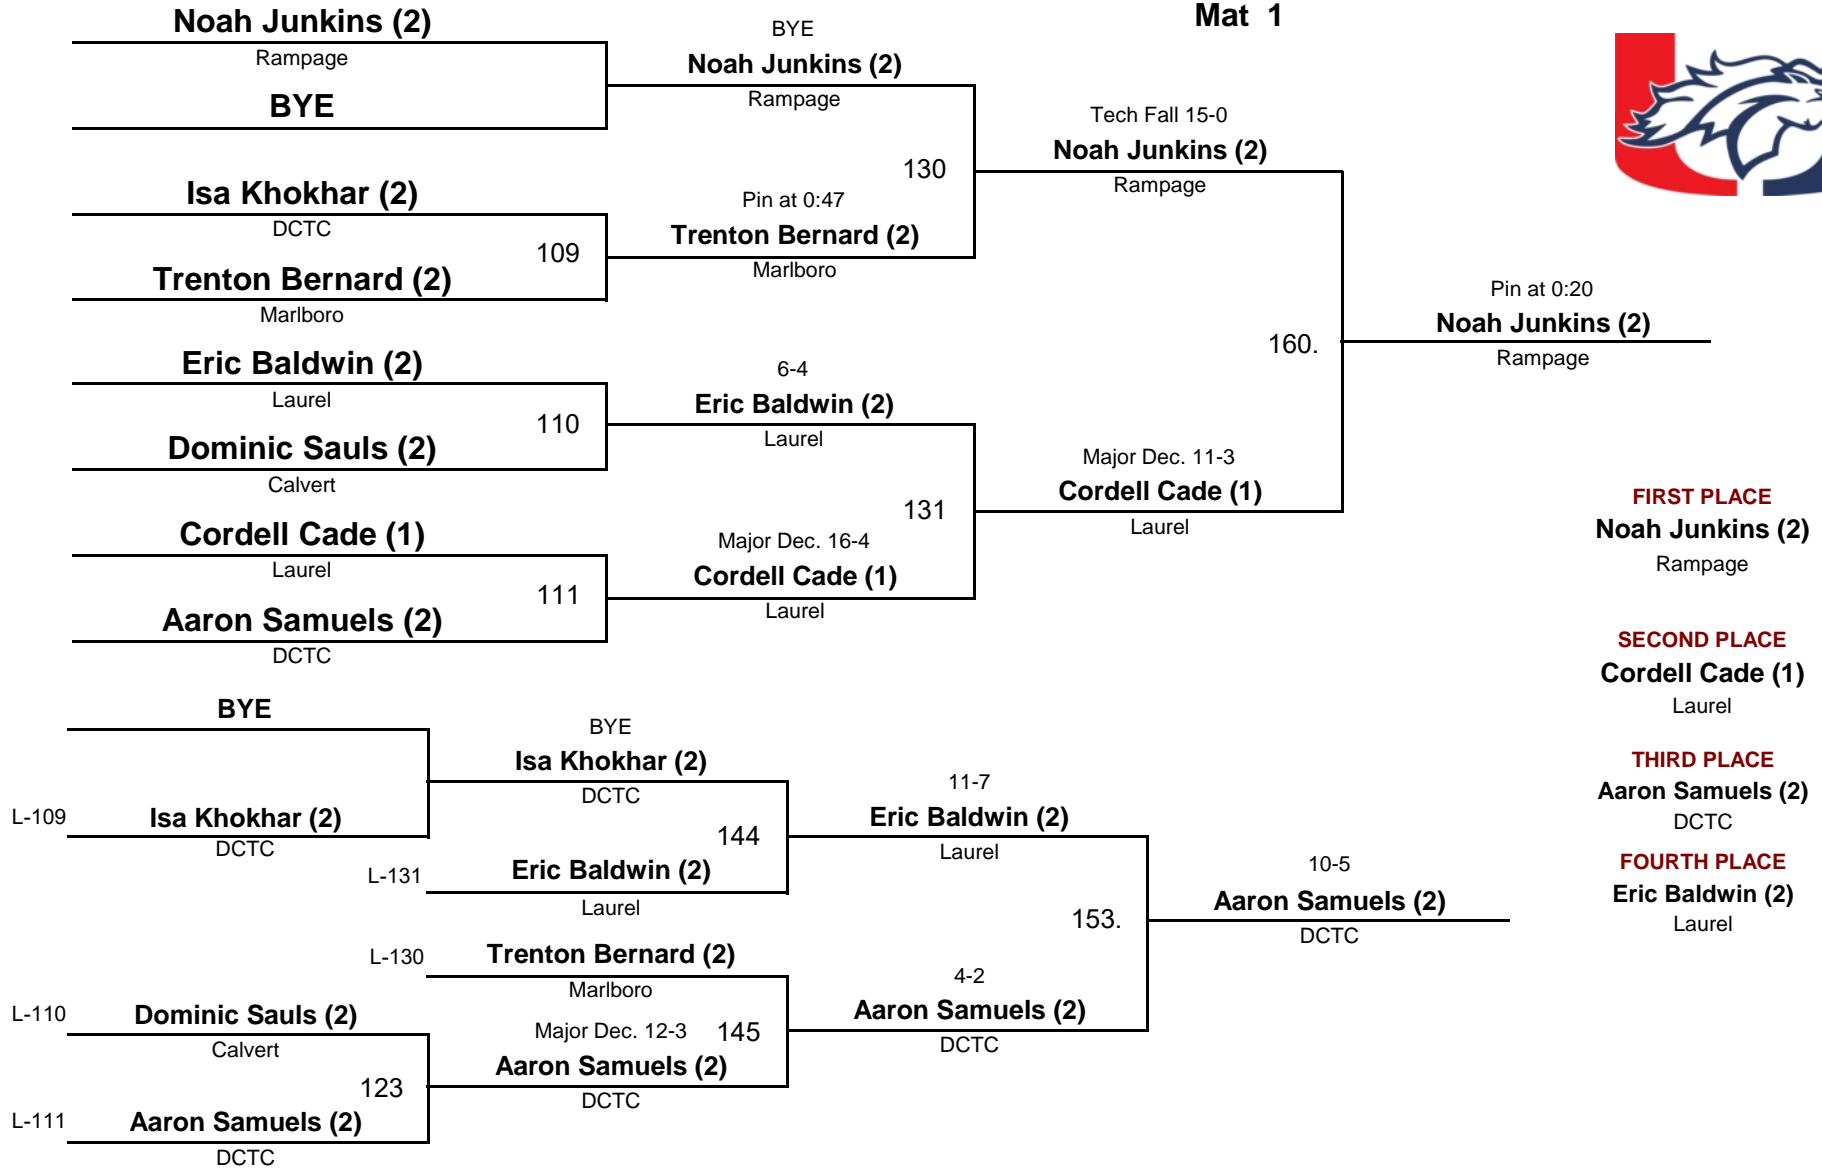 Mat 1
Noah Junkins (2)
Rampage
BYE
Isa Khokhar (2)
DCTC
109
Trenton Bernard (2)
Marlboro
Eric Baldwin (2)
Laurel
110
Dominic Sauls (2)
Calvert
Cordell Cade (1)
Laurel
111
Aaron Samuels (2)
DCTC
BYE
Noah Junkins (2)
Rampage
130
Pin at 0:47
Trenton Bernard (2)
Marlboro
6-4
Eric Baldwin (2)
Laurel
131
Major Dec. 16-4
Cordell Cade (1)
Laurel
Tech Fall 15-0
Noah Junkins (2)
Rampage
160.
Major Dec. 11-3
Cordell Cade (1)
Laurel
Pin at 0:20
Noah Junkins (2)
Rampage
FIRST PLACE
Noah Junkins (2)
Rampage
SECOND PLACE
Cordell Cade (1)
Laurel
THIRD PLACE
Aaron Samuels (2)
DCTC
FOURTH PLACE
Eric Baldwin (2)
Laurel
BYE
L-109
Isa Khokhar (2)
DCTC
L-110
Dominic Sauls (2)
Calvert
123
L-111
Aaron Samuels (2)
DCTC
BYE
Isa Khokhar (2)
DCTC
144
L-131
Eric Baldwin (2)
Laurel
L-130
Trenton Bernard (2)
Marlboro
Major Dec. 12-3
145
Aaron Samuels (2)
DCTC
11-7
Eric Baldwin (2)
Laurel
153.
4-2
Aaron Samuels (2)
DCTC
10-5
Aaron Samuels (2)
DCTC